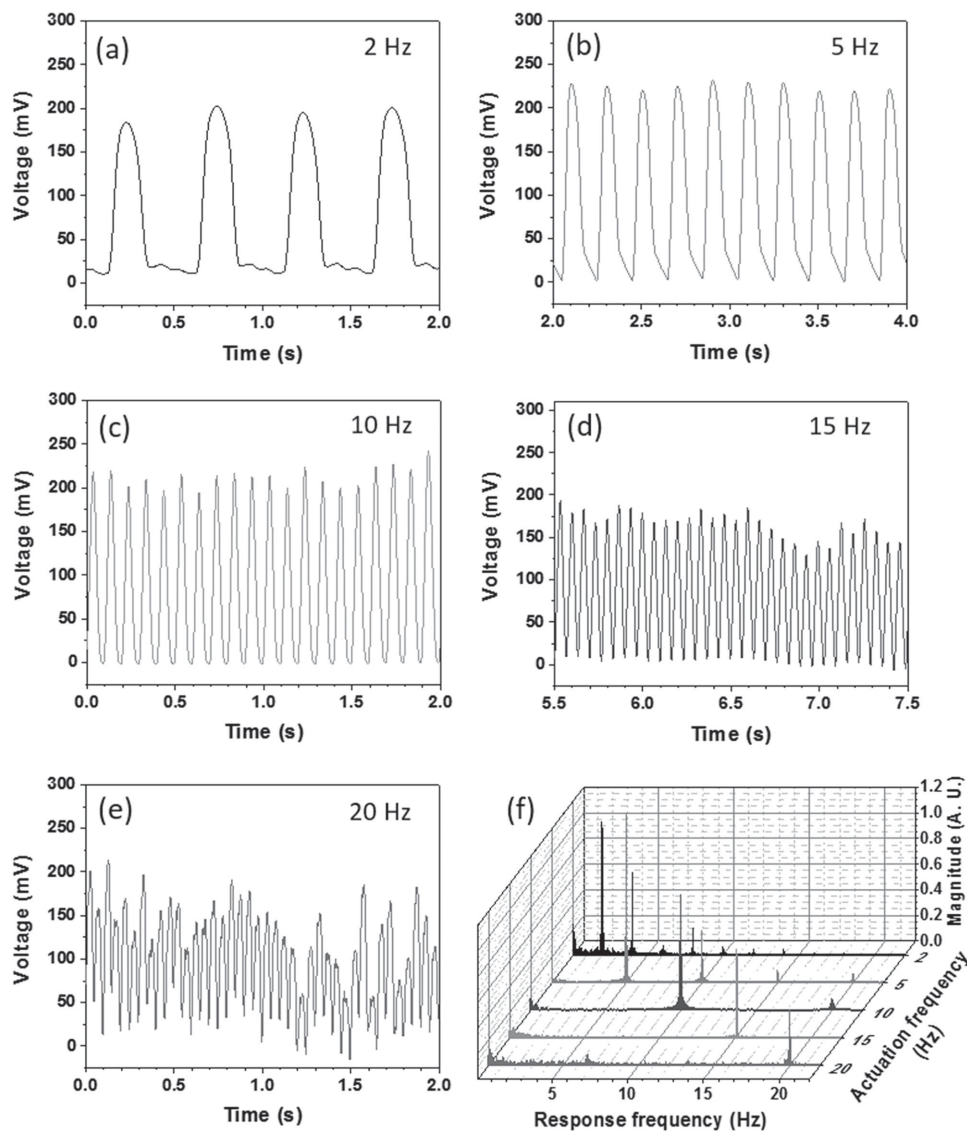 (a)
2 Hz
300
250
200
150
100
50
0
Voltage (mV)
0.0 0.5 1.0 1.5 2.0
Time (s)
(b)
5 Hz
300
250
200
150
100
50
0
Voltage (mV)
2.0 2.5 3.0 3.5 4.0
Time (s)
(c)
10 Hz
300
250
200
150
100
50
0
Voltage (mV)
0.0 0.5 1.0 1.5 2.0
Time (s)
(d)
15 Hz
300
250
200
150
100
50
0
Voltage (mV)
5.5 6.0 6.5 7.0 7.5
Time (s)
(e)
20 Hz
300
250
200
150
100
50
0
Voltage (mV)
0.0 0.5 1.0 1.5 2.0
Time (s)
(f)
1.2
1.0
0.8
0.6
0.4
0.2
0.0
Magnitude (A. U.)
2
5
10
15
20
Actuation frequency
(Hz)
5 10 15 20
Response frequency (Hz)